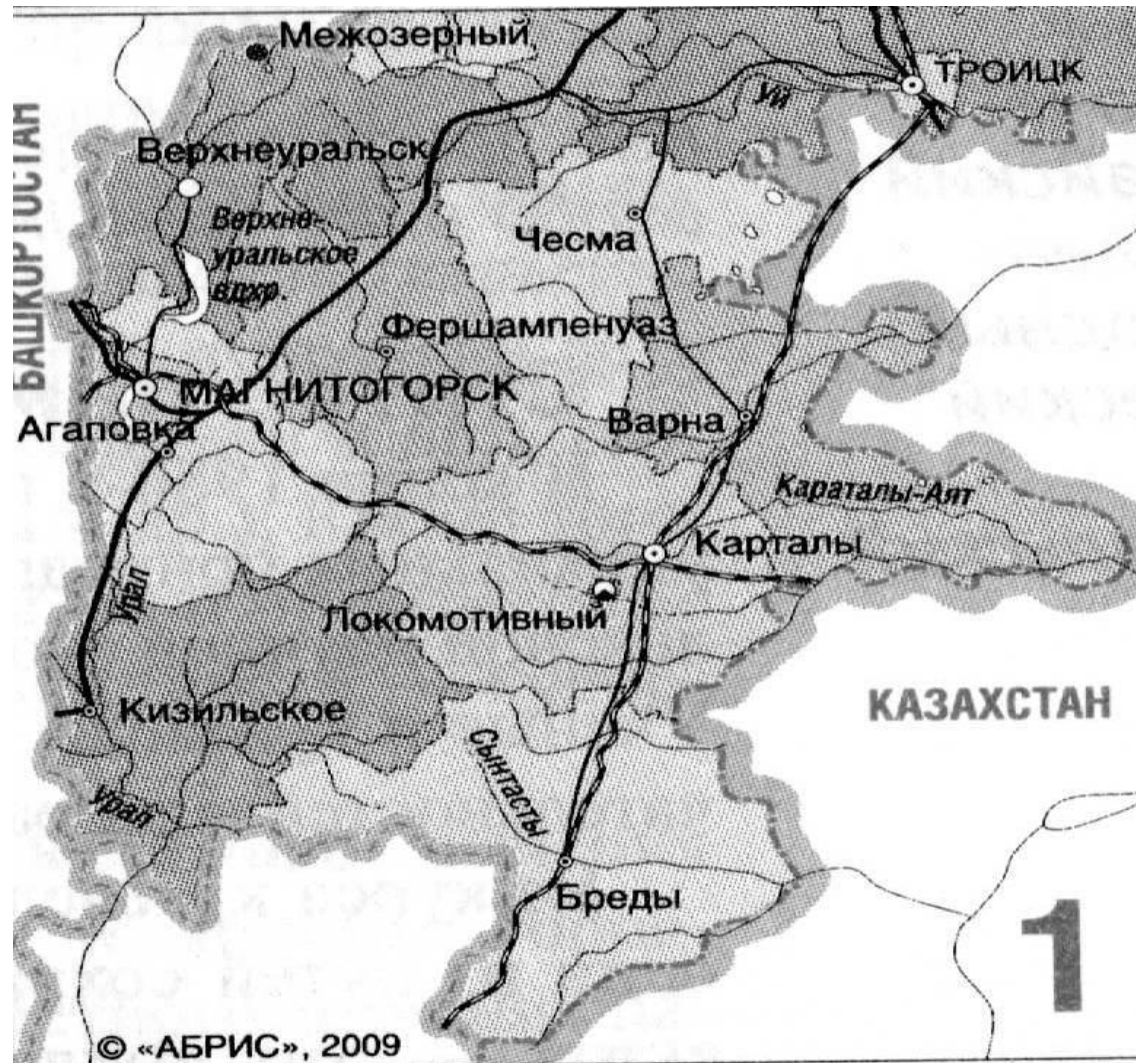 Межозерный
ТРОИЦК
Уй
БАШКОРТОСТАН
Верхнеуральск
Верхне-
уральское
вдхр.
Чесма
Фершампенуаз
МАГНИТОГОРСК
Агаповка
Варна
Караталы-Аят
Карталы
Урал
Локомотивный
КАЗАХСТАН
Кизильское
Сынтасты
Урал
Бреды
1
© «АБРИС», 2009